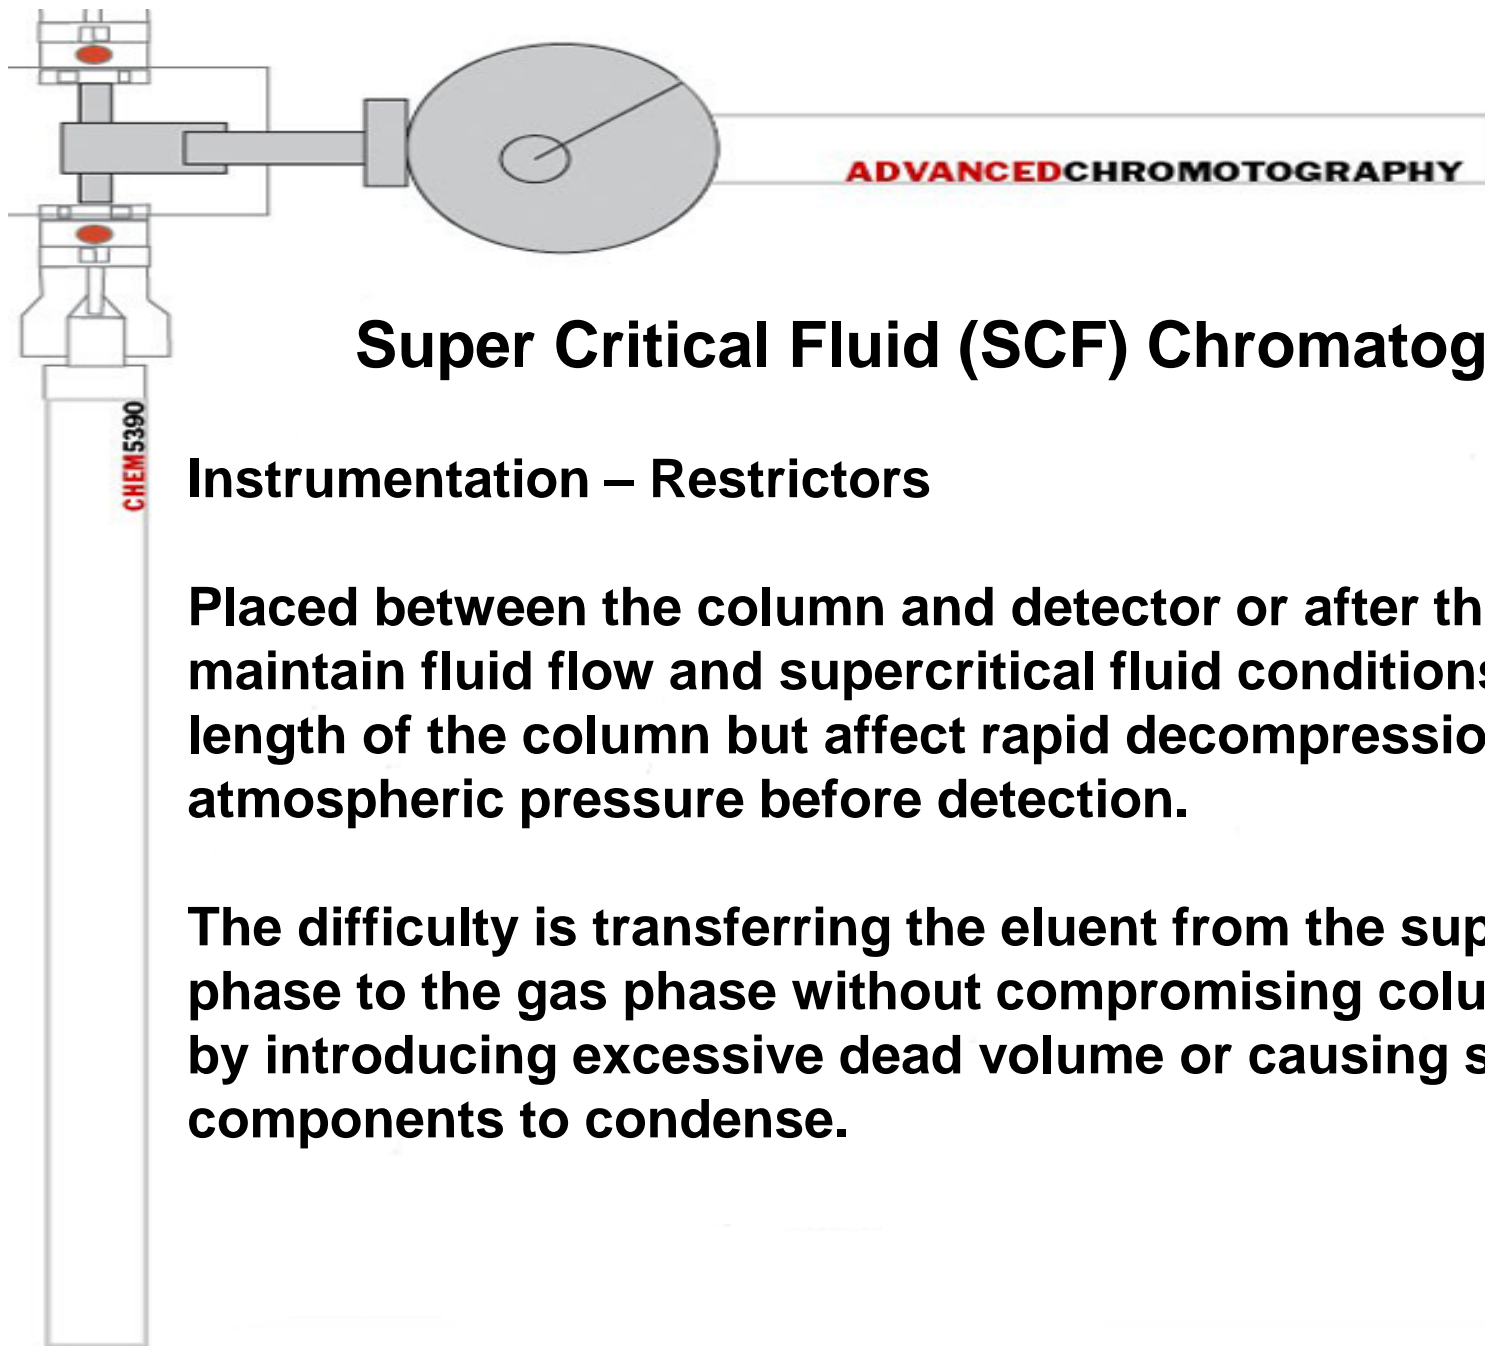 ADVANCEDCHROMOTOGRAPHY
Super Critical Fluid (SCF) Chromatog
CHEM5390
Instrumentation – Restrictors
Placed between the column and detector or after th
maintain fluid flow and supercritical fluid conditions
length of the column but affect rapid decompressio
atmospheric pressure before detection.
The difficulty is transferring the eluent from the sup
phase to the gas phase without compromising colu
by introducing excessive dead volume or causing s
components to condense.